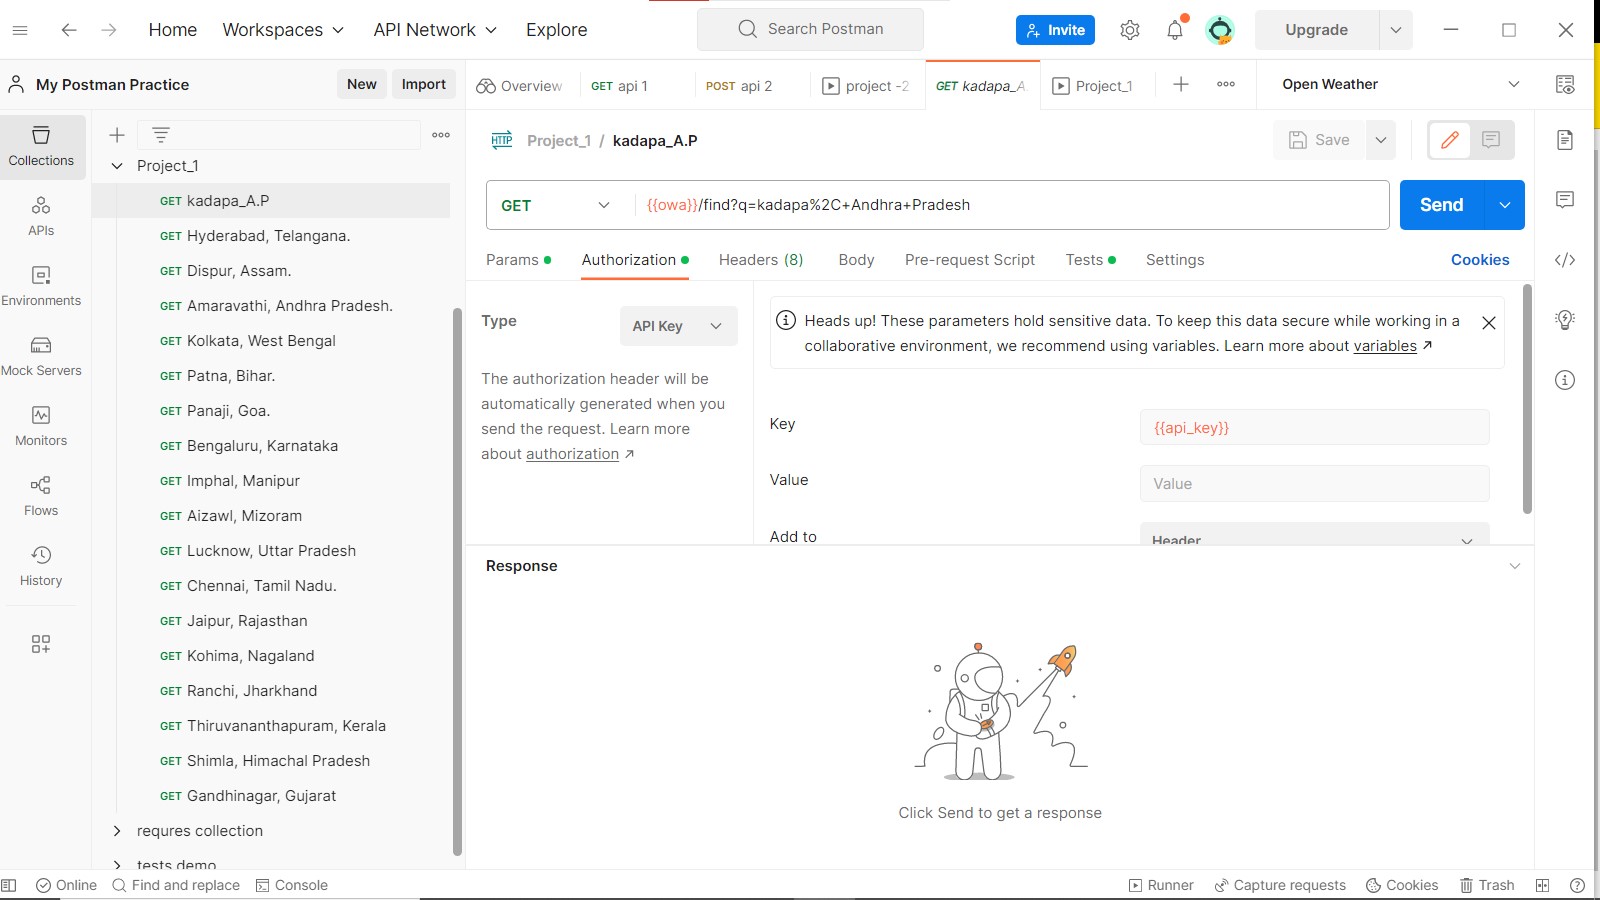 Home
Workspaces
API Network
Explore
Search Postman
Invite
Upgrade
My Postman Practice
New
Import
Overview
GET api 1
POST api 2
project -2
GET kadapa_A.
Project_1
Open Weather
Collections
APIs
Environments
Mock Servers
Monitors
Flows
History
Project_1
GET kadapa_A.P
GET Hyderabad, Telangana.
GET Dispur, Assam.
GET Amaravathi, Andhra Pradesh.
GET Kolkata, West Bengal
GET Patna, Bihar.
GET Panaji, Goa.
GET Bengaluru, Karnataka
GET Imphal, Manipur
GET Aizawl, Mizoram
GET Lucknow, Uttar Pradesh
GET Chennai, Tamil Nadu.
GET Jaipur, Rajasthan
GET Kohima, Nagaland
GET Ranchi, Jharkhand
GET Thiruvananthapuram, Kerala
GET Shimla, Himachal Pradesh
GET Gandhinagar, Gujarat
requres collection
tests demo
HTTP Project_1 / kadapa_A.P
Save
GET
{{owa}}/find?q=kadapa%2C+Andhra+Pradesh
Send
Params
Authorization
Headers (8)
Body
Pre-request Script
Tests
Settings
Cookies
Type
API Key
The authorization header will be
automatically generated when you
send the request. Learn more
about authorization ↗
Heads up! These parameters hold sensitive data. To keep this data secure while working in a
collaborative environment, we recommend using variables. Learn more about variables ↗
Key
{{api_key}}
Value
Value
Add to
Header
Response
Click Send to get a response
Online
Find and replace
Console
Runner
Capture requests
Cookies
Trash